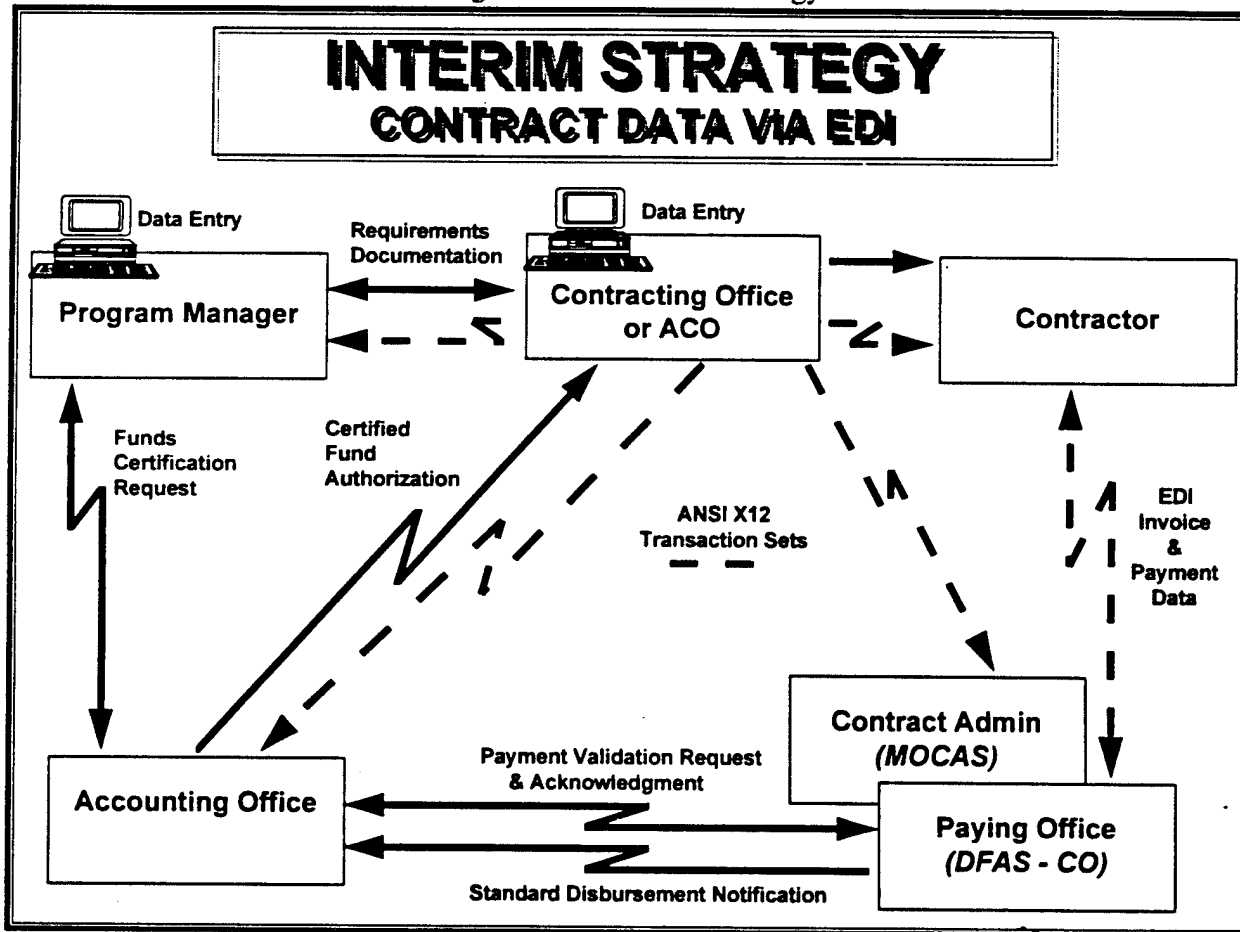 INTERIM STRATEGY
CONTRACT DATA VIA EDI
Data Entry
Program Manager
Requirements
Documentation
Data Entry
Contracting Office
or ACO
Contractor
Funds
Certification
Request
Certified
Fund
Authorization
ANSI X12
Transaction Sets
EDI
Invoice
&
Payment
Data
Accounting Office
Payment Validation Request
& Acknowledgment
Standard Disbursement Notification
Contract Admin
(MOCAS)
Paying Office
(DFAS - CO)